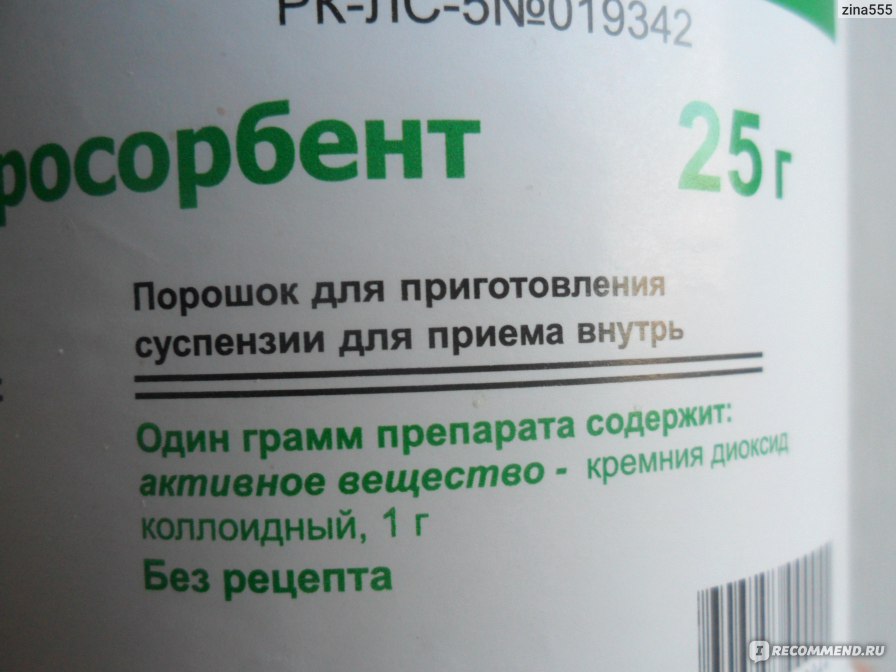 zina555
РК-ЛС-5№019342
росорбент 25 г
Порошок для приготовления
суспензии для приема внутрь
Один грамм препарата содержит:
активное вещество - кремния диоксид
коллоидный, 1 г
Без рецепта
IRECOMMEND.RU